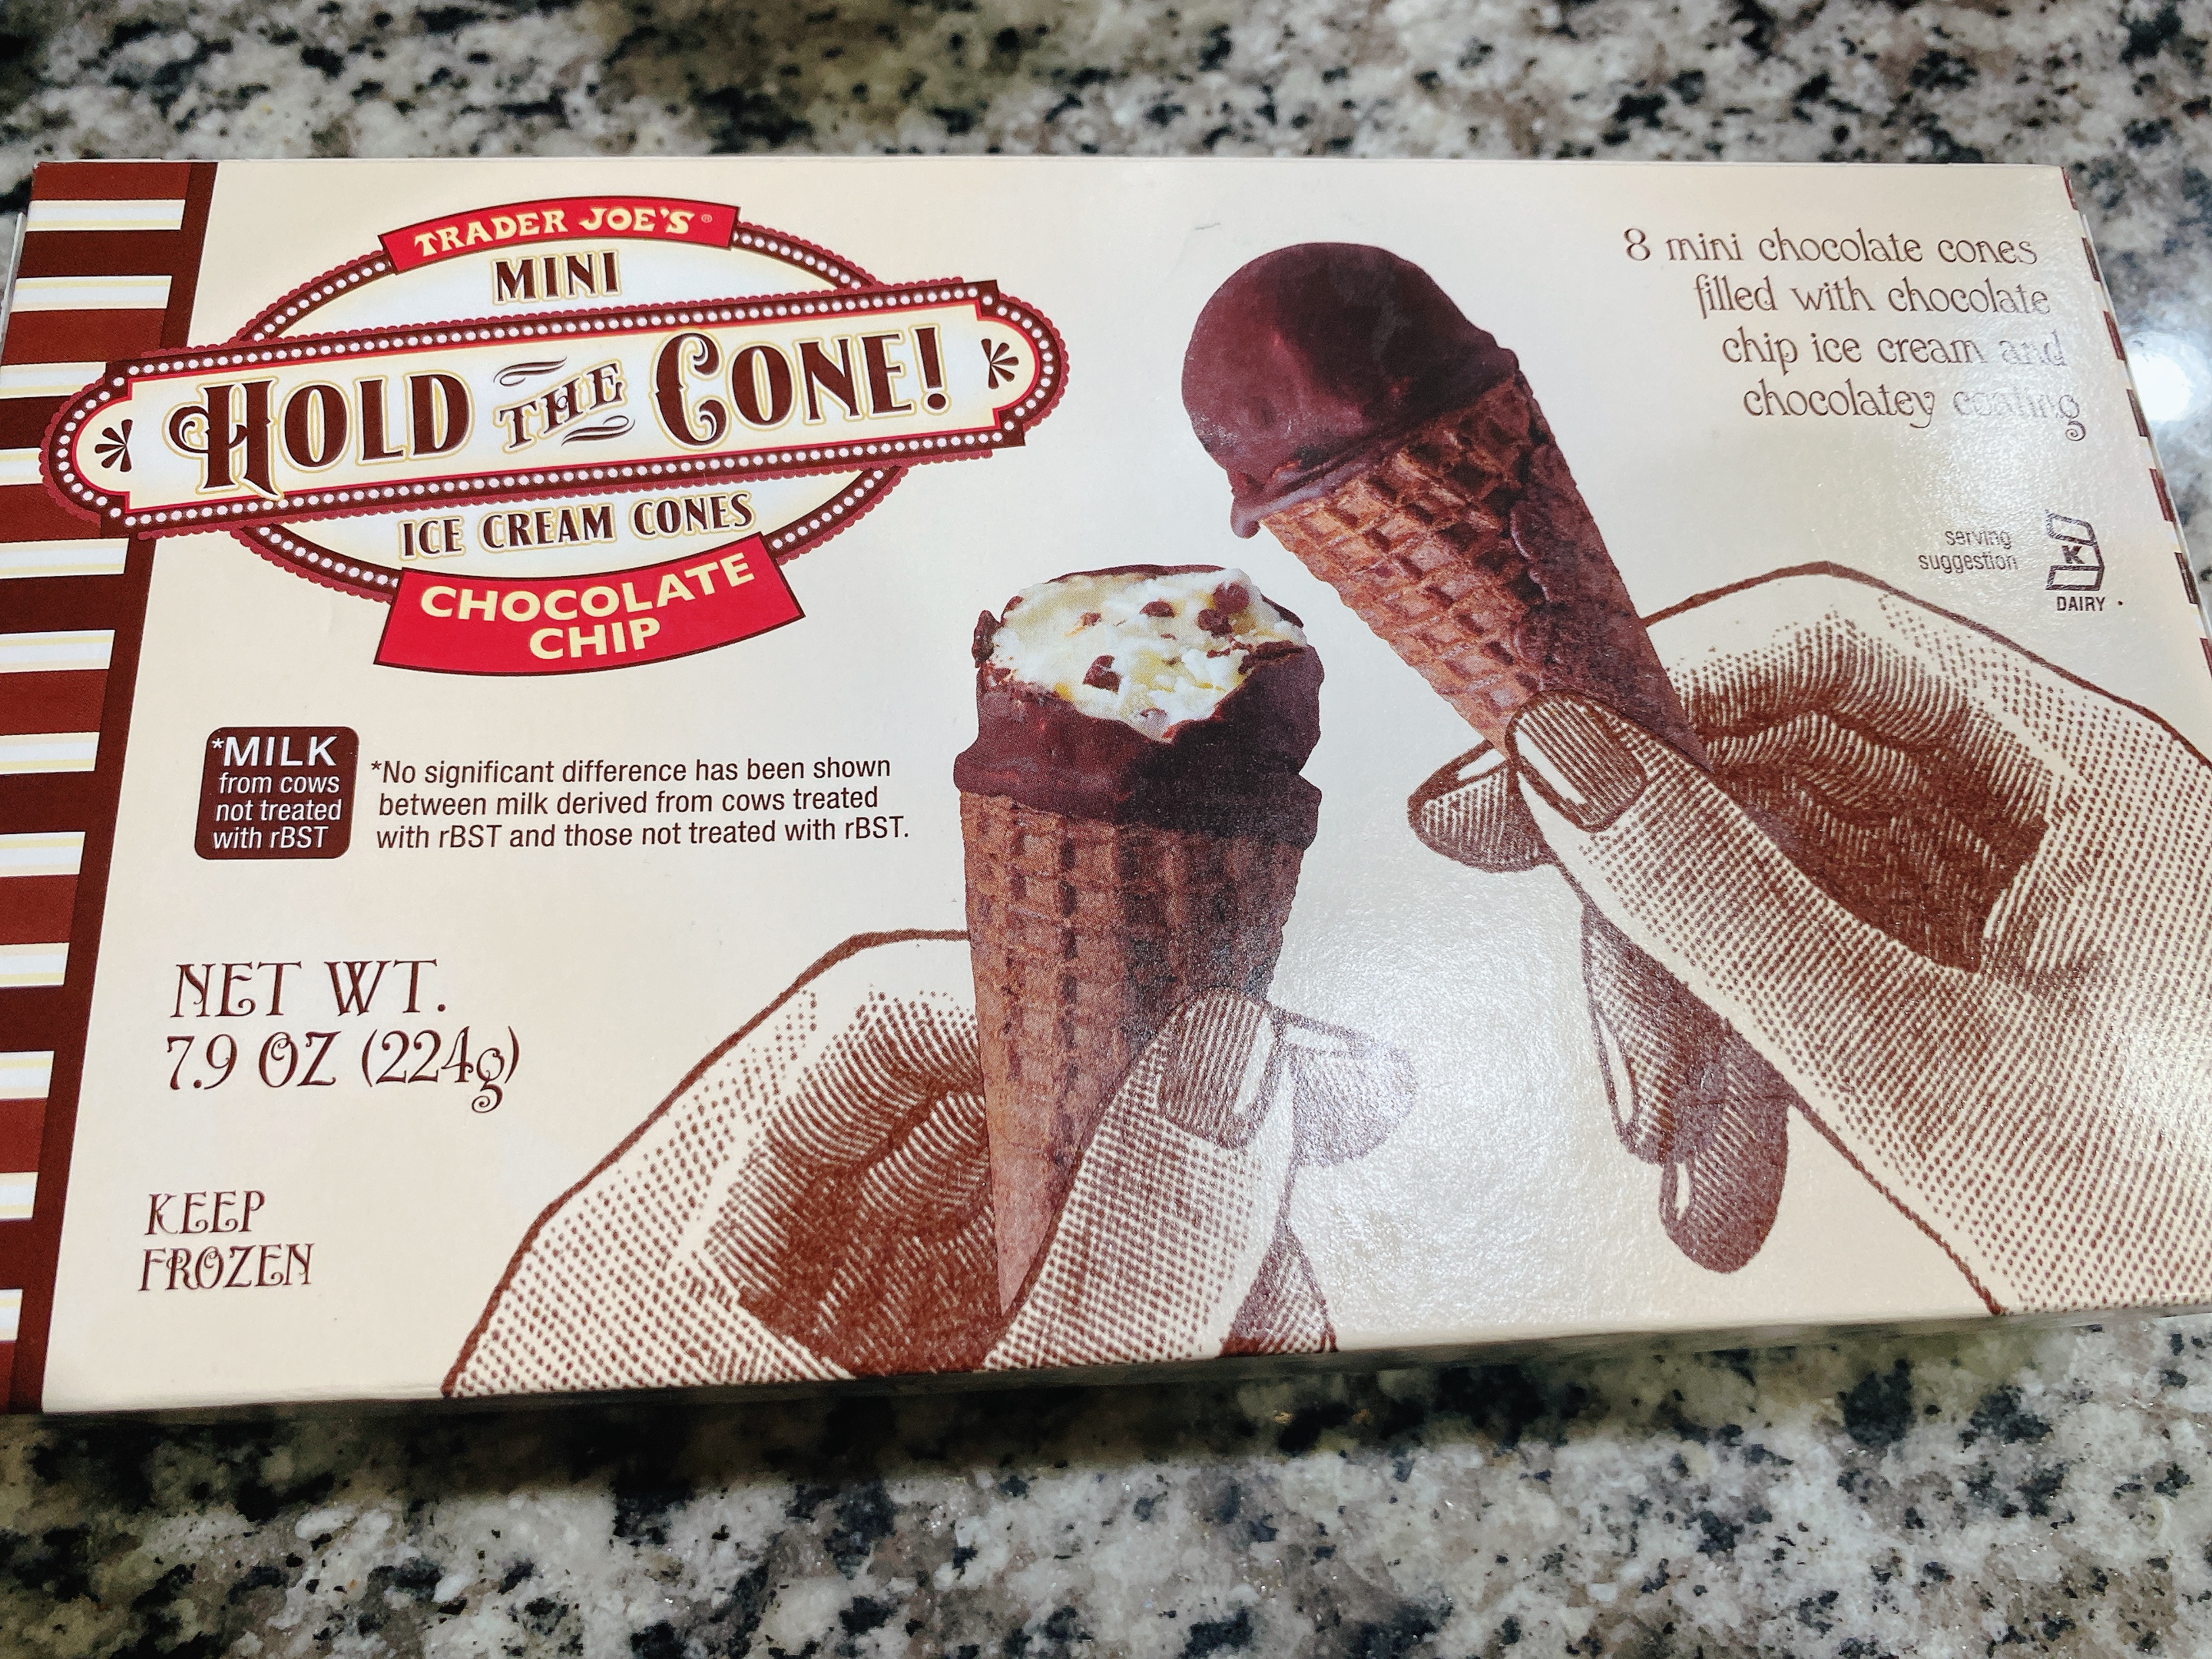 TRADER JOE'S®
MINI
HOLD THE CONE!
ICE CREAM CONES
CHOCOLATE
CHIP
8 mini chocolate cones
filled with chocolate
chip ice cream and
chocolatey coating
serving
suggestion
K
DAIRY
*MILK
from cows
not treated
with rBST
*No significant difference has been shown
between milk derived from cows treated
with rBST and those not treated with rBST.
NET WT.
7.9 OZ (224g)
KEEP
FROZEN